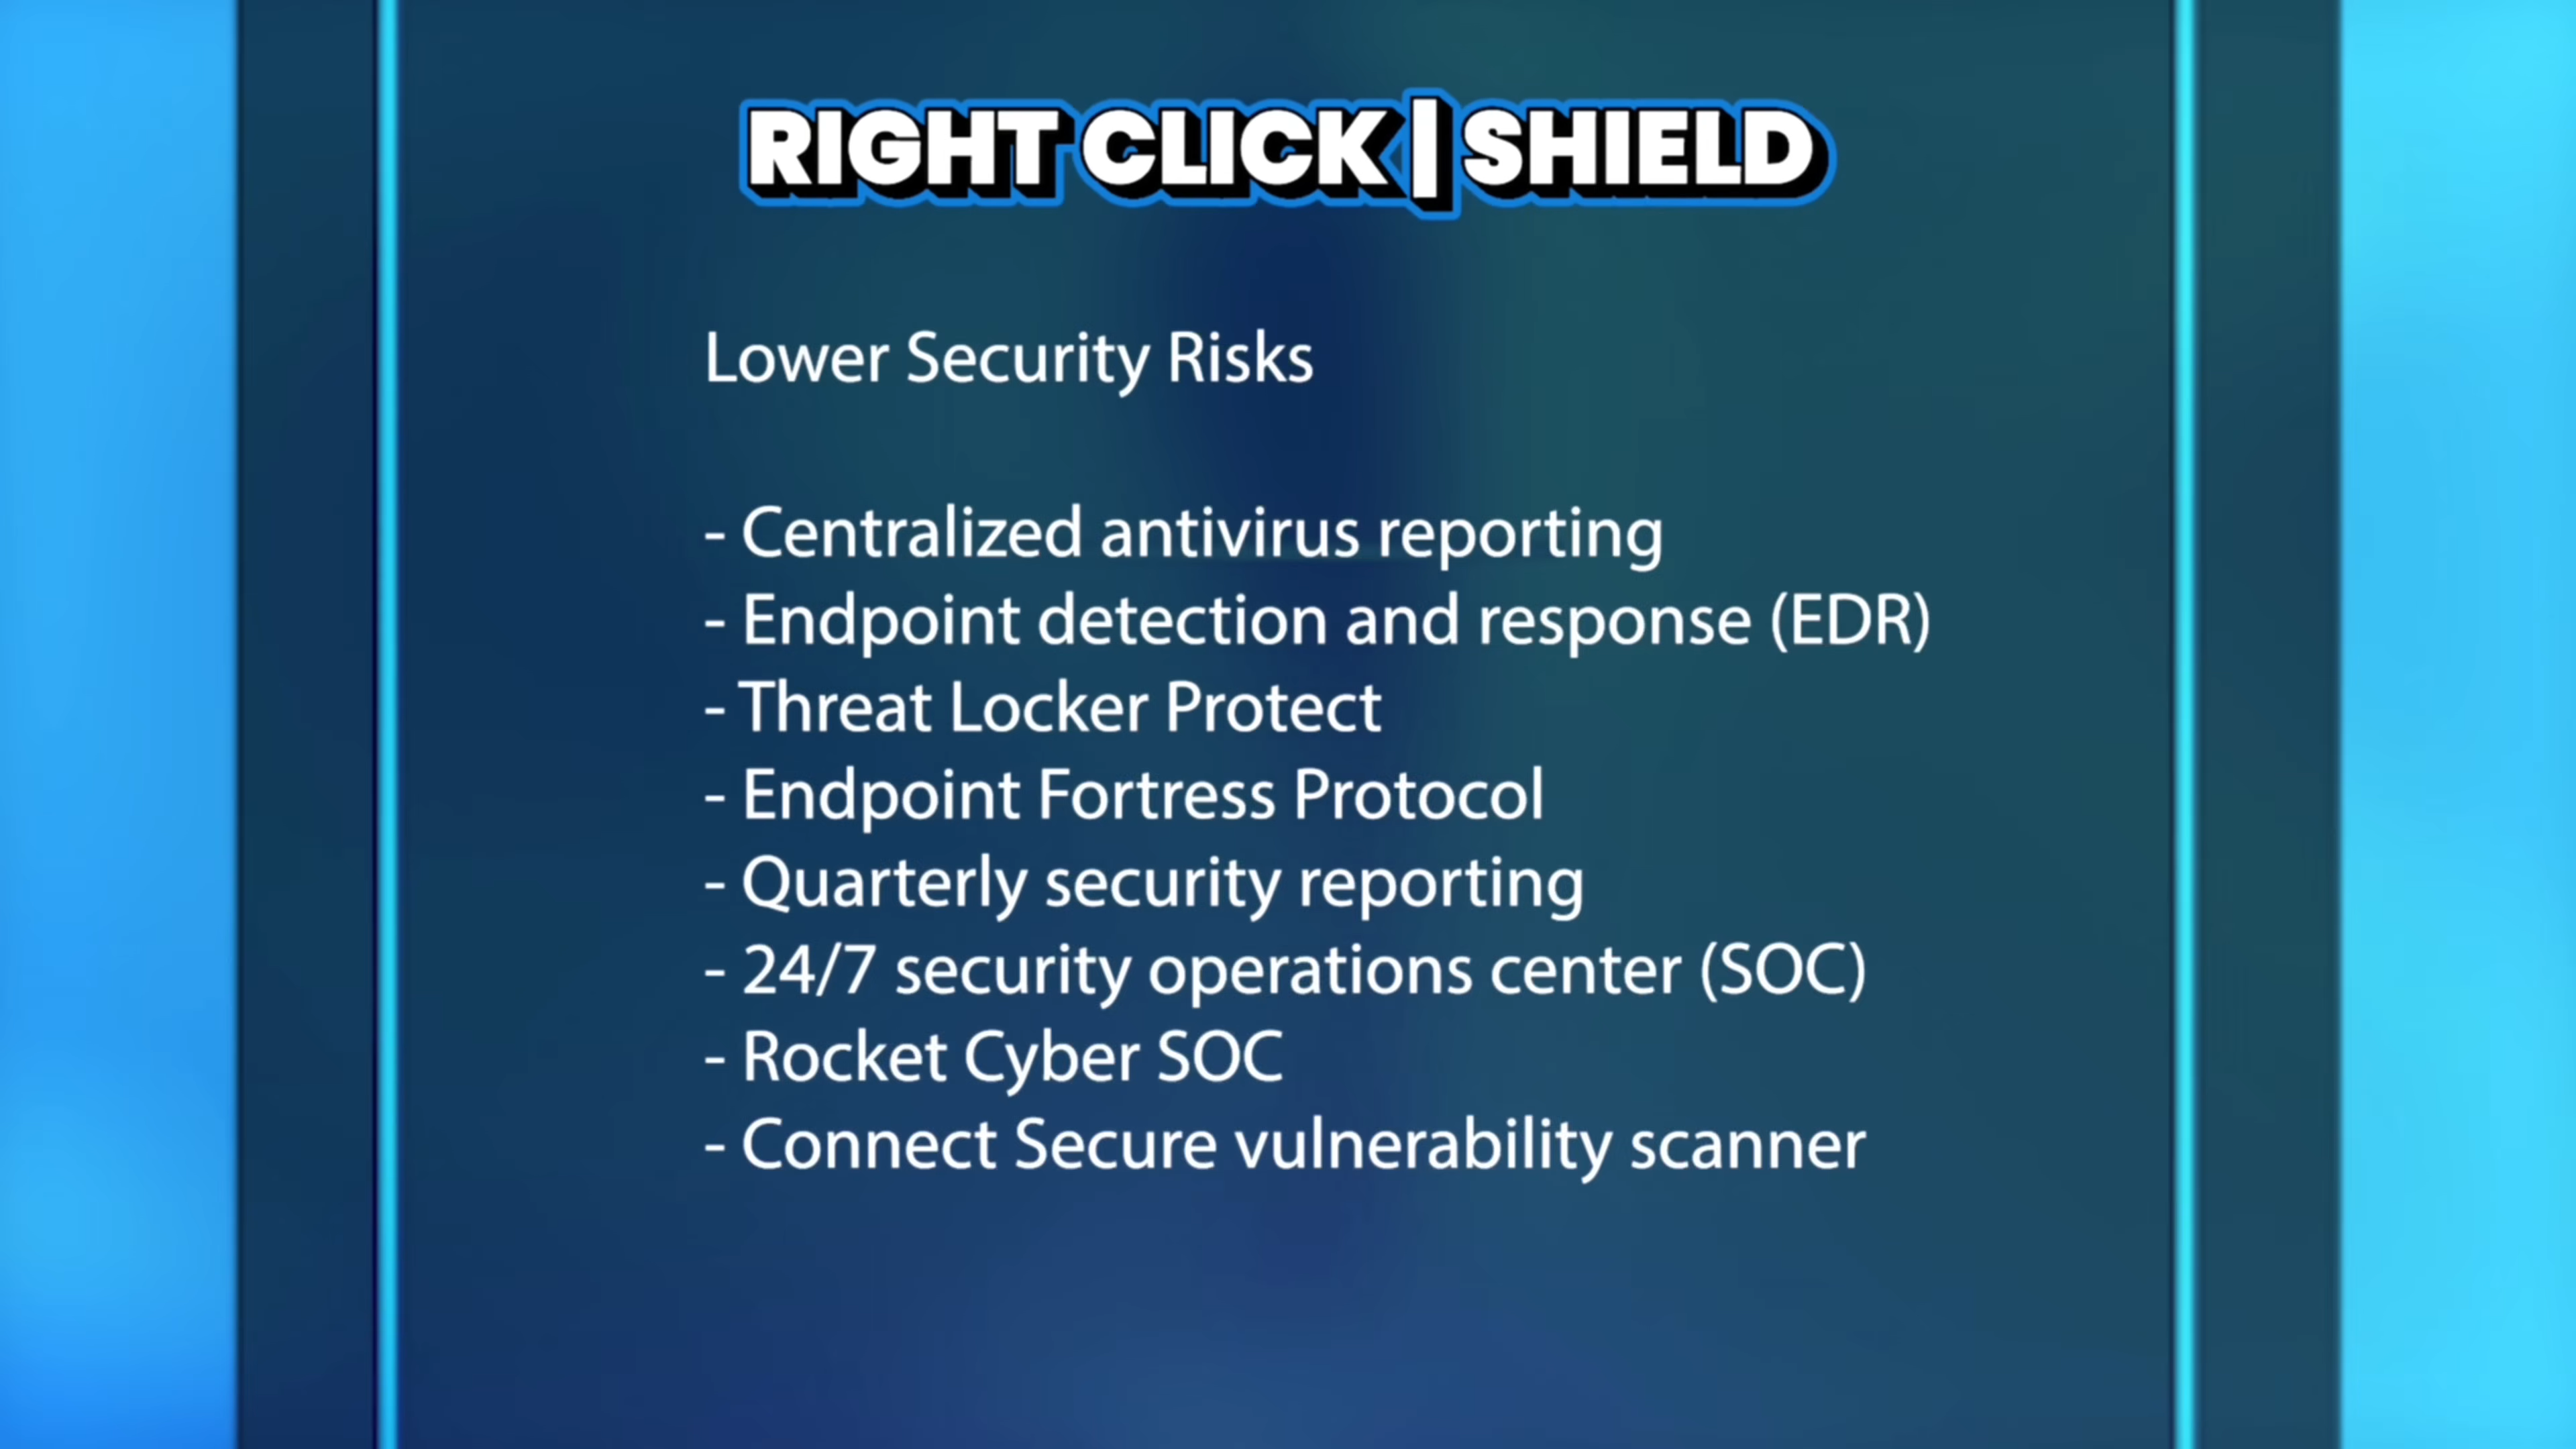 RIGHT CLICK | SHIELD
Lower Security Risks
- Centralized antivirus reporting
- Endpoint detection and response (EDR)
- Threat Locker Protect
- Endpoint Fortress Protocol
- Quarterly security reporting
- 24/7 security operations center (SOC)
- Rocket Cyber SOC
- Connect Secure vulnerability scanner